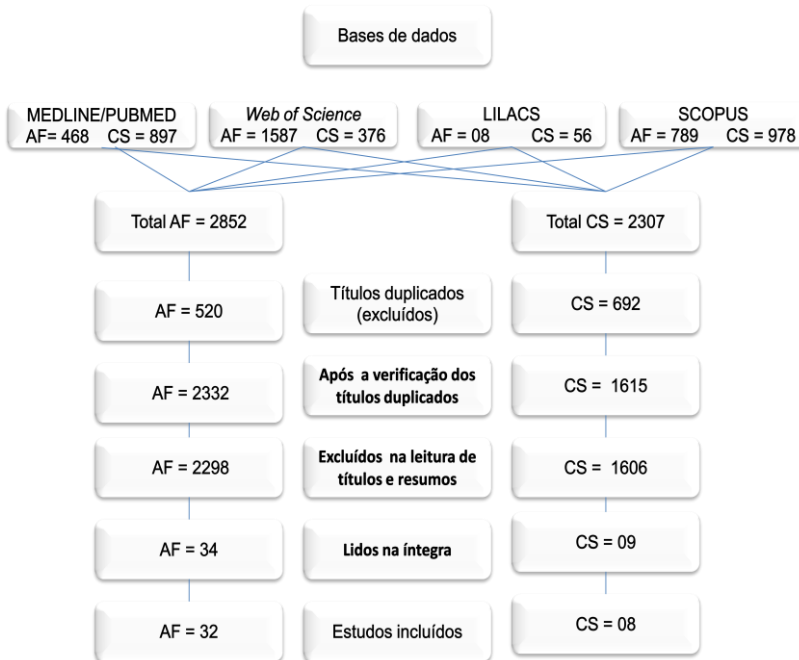 Bases de dados
MEDLINE/PUBMED
AF= 468 CS = 897
Web of Science
AF = 1587 CS = 376
LILACS
AF = 08 CS = 56
SCOPUS
AF = 789 CS = 978
Total AF = 2852
Total CS = 2307
AF = 520
Títulos duplicados
(excluídos)
CS = 692
AF = 2332
Após a verificação dos
títulos duplicados
CS = 1615
AF = 2298
Excluídos na leitura de
títulos e resumos
CS = 1606
AF = 34
Lidos na íntegra
CS = 09
AF = 32
Estudos incluídos
CS = 08